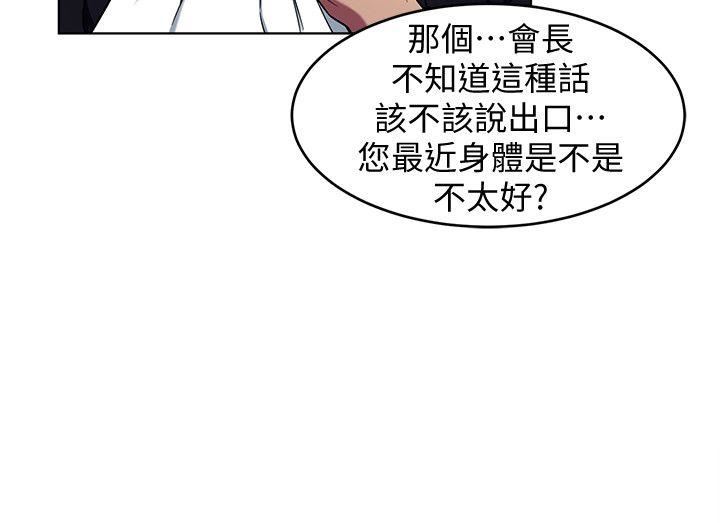 那個⋯會長
不知道這種話
該不該說出口⋯
您最近身體是不是
不太好?